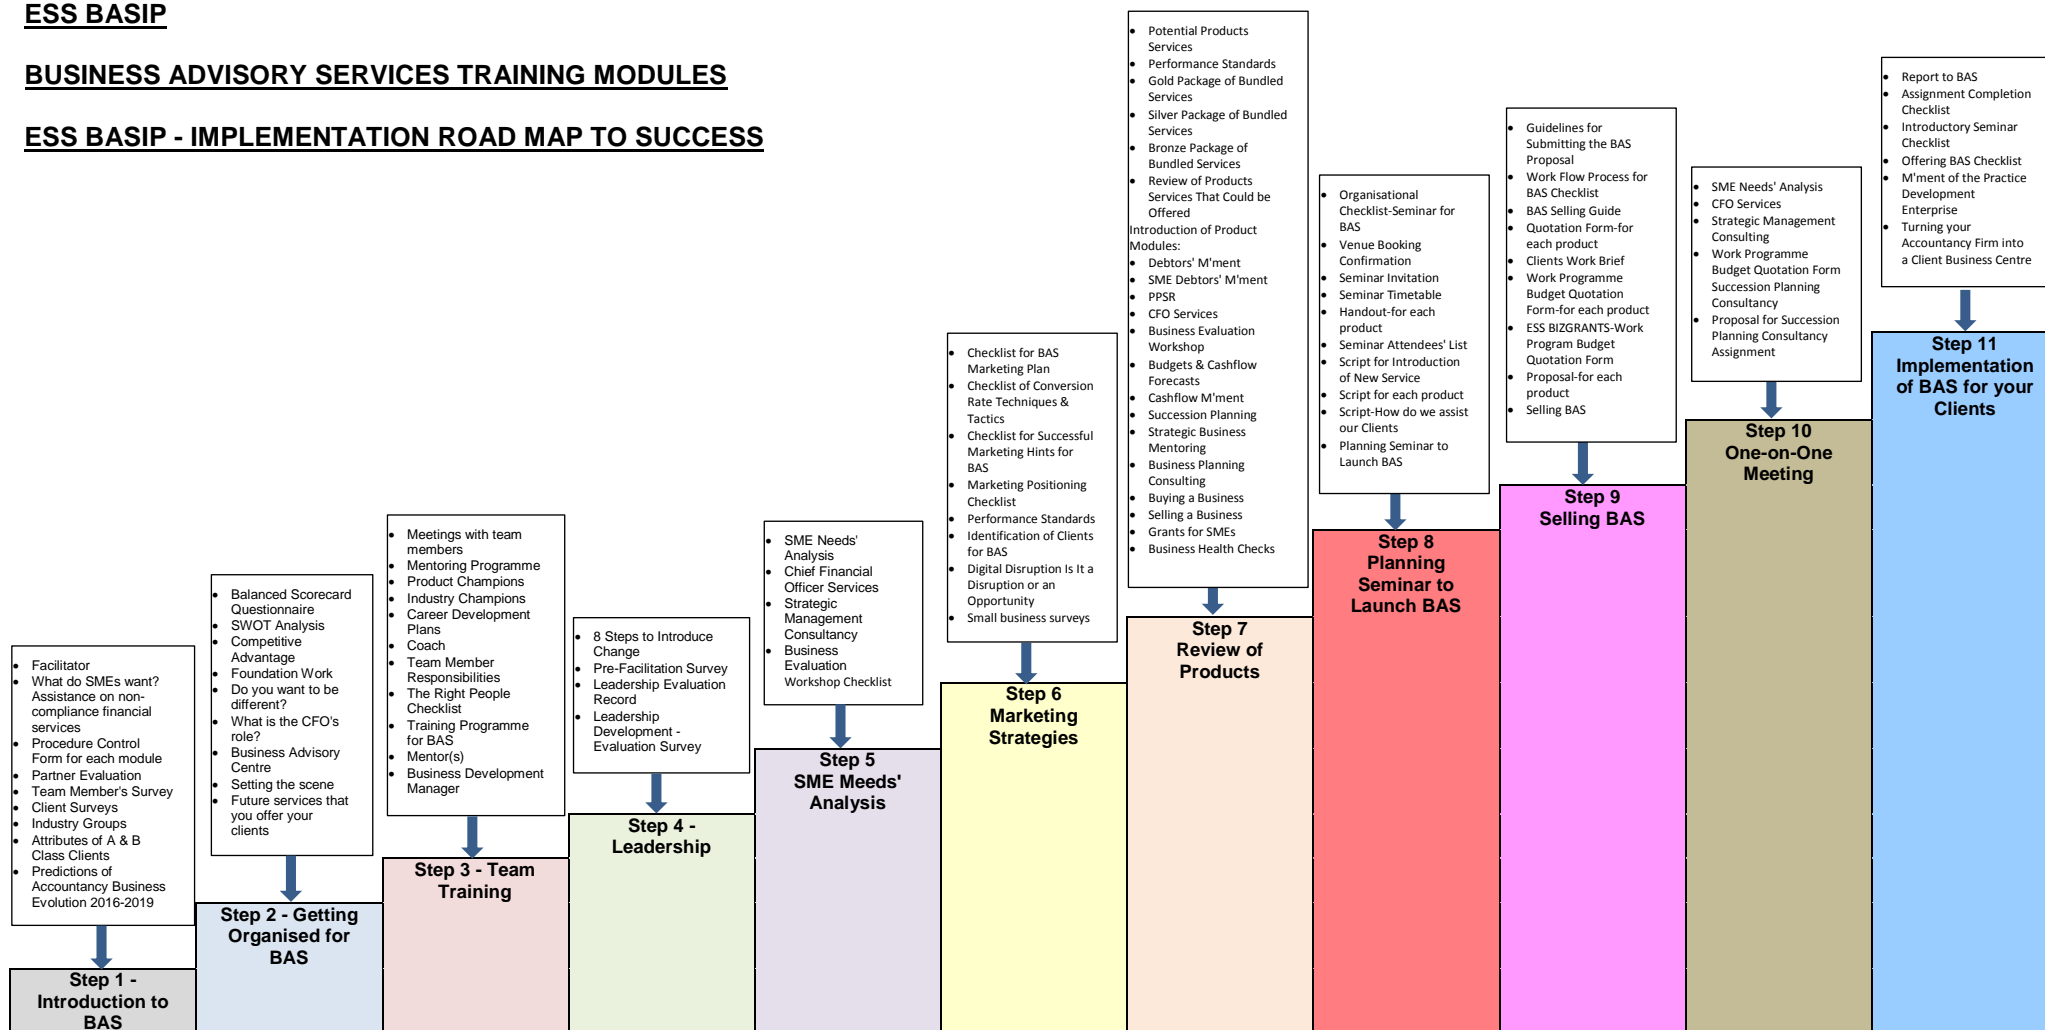 ESS BASIP
BUSINESS ADVISORY SERVICES TRAINING MODULES
ESS BASIP - IMPLEMENTATION ROAD MAP TO SUCCESS
• Facilitator
• What do SMEs want?
Assistance on non-
compliance financial
services
• Procedure Control
Form for each module
• Partner Evaluation
• Team Member's Survey
• Client Surveys
• Industry Groups
• Attributes of A & B
Class Clients
• Predictions of
Accountancy Business
Evolution 2016-2019
Step 1 -
Introduction to
BAS
• Balanced Scorecard
Questionnaire
• SWOT Analysis
• Competitive
Advantage
• Foundation Work
• Do you want to be
different?
• What is the CFO's
role?
• Business Advisory
Centre
• Setting the scene
• Future services that
you offer your
clients
Step 2 - Getting
Organised for
BAS
• Meetings with team
members
• Mentoring Programme
• Product Champions
• Industry Champions
• Career Development
Plans
• Coach
• Team Member
Responsibilities
• The Right People
Checklist
• Training Programme
for BAS
• Mentor(s)
• Business Development
Manager
Step 3 - Team
Training
• 8 Steps to Introduce
Change
• Pre-Facilitation Survey
• Leadership Evaluation
Record
• Leadership
Development -
Evaluation Survey
Step 4 -
Leadership
• SME Needs'
Analysis
• Chief Financial
Officer Services
• Strategic
Management
Consultancy
• Business
Evaluation
Workshop Checklist
Step 5
SME Meeds'
Analysis
• Checklist for BAS
Marketing Plan
• Checklist of Conversion
Rate Techniques &
Tactics
• Checklist for Successful
Marketing Hints for
BAS
• Marketing Positioning
Checklist
• Performance Standards
• Identification of Clients
for BAS
• Digital Disruption Is It a
Disruption or an
Opportunity
• Small business surveys
Step 6
Marketing
Strategies
• Potential Products
Services
• Performance Standards
• Gold Package of Bundled
Services
• Silver Package of Bundled
Services
• Bronze Package of
Bundled Services
• Review of Products
Services That Could be
Offered
Introduction of Product
Modules:
• Debtors' M'ment
• SME Debtors' M'ment
• PPSR
• CFO Services
• Business Evaluation
Workshop
• Budgets & Cashflow
Forecasts
• Cashflow M'ment
• Succession Planning
• Strategic Business
Mentoring
• Business Planning
Consulting
• Buying a Business
• Selling a Business
• Grants for SMEs
• Business Health Checks
Step 7
Review of
Products
• Organisational
Checklist-Seminar for
BAS
• Venue Booking
Confirmation
• Seminar Invitation
• Seminar Timetable
• Handout-for each
product
• Seminar Attendees' List
• Script for Introduction
of New Service
• Script for each product
• Script-How do we assist
our Clients
• Planning Seminar to
Launch BAS
Step 8
Planning
Seminar to
Launch BAS
• Guidelines for
Submitting the BAS
Proposal
• Work Flow Process for
BAS Checklist
• BAS Selling Guide
• Quotation Form-for
each product
• Clients Work Brief
• Work Programme
Budget Quotation
Form-for each product
• ESS BIZGRANTS-Work
Program Budget
Quotation Form
• Proposal-for each
product
• Selling BAS
Step 9
Selling BAS
• SME Needs' Analysis
• CFO Services
• Strategic Management
Consulting
• Work Programme
Budget Quotation Form
Succession Planning
Consultancy
• Proposal for Succession
Planning Consultancy
Assignment
Step 10
One-on-One
Meeting
• Report to BAS
• Assignment Completion
Checklist
• Introductory Seminar
Checklist
• Offering BAS Checklist
• M'ment of the Practice
Development
Enterprise
• Turning your
Accountancy Firm into
a Client Business Centre
Step 11
Implementation
of BAS for your
Clients